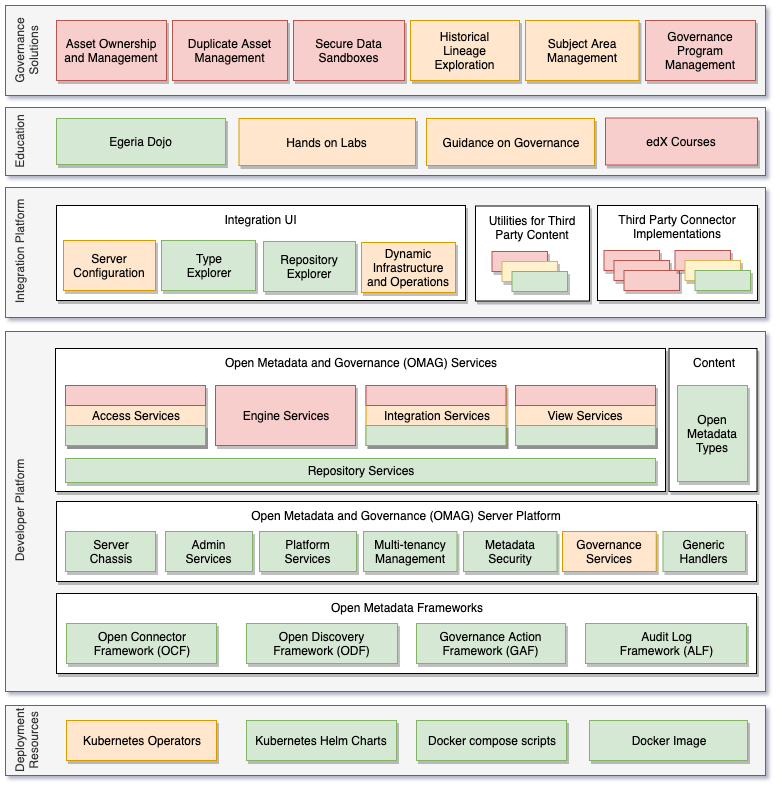 Governance
Solutions
Asset Ownership
and Management
Duplicate Asset
Management
Secure Data
Sandboxes
Historical
Lineage
Exploration
Subject Area
Management
Governance
Program
Management
Education
Egeria Dojo
Hands on Labs
Guidance on Governance
edX Courses
Integration Platform
Integration UI
Server
Configuration
Type
Explorer
Repository
Explorer
Dynamic
Infrastructure
and Operations
Utilities for Third
Party Content
Third Party Connector
Implementations
Developer Platform
Open Metadata and Governance (OMAG) Services
Access Services
Engine Services
Integration Services
View Services
Repository Services
Content
Open
Metadata
Types
Open Metadata and Governance (OMAG) Server Platform
Server
Chassis
Admin
Services
Platform
Services
Multi-tenancy
Management
Metadata
Security
Governance
Services
Generic
Handlers
Open Metadata Frameworks
Open Connector
Framework (OCF)
Open Discovery
Framework (ODF)
Governance Action
Framework (GAF)
Audit Log
Framework (ALF)
Deployment
Resources
Kubernetes Operators
Kubernetes Helm Charts
Docker compose scripts
Docker Image